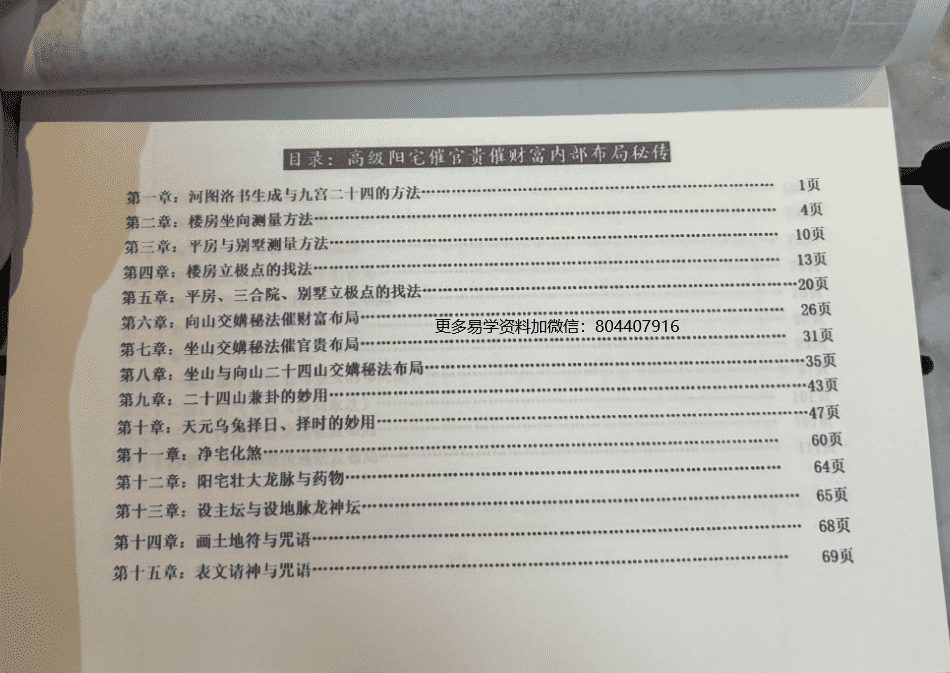 目录：高级阳宅催官贵催财富内部布局秘传
第一章：河图洛书生成与九宫二十四的方法……………………………………1页
第二章：楼房坐向测量方法……………………………………4页
第三章：平房与别墅测量方法……………………………………10页
第四章：楼房立极点的找法……………………………………13页
第五章：平房、三合院、别墅立极点的找法……………………………………20页
第六章：向山交媾秘法催财富布局……………………………………26页
更多易学资料加微信：804407916
第七章：坐山交媾秘法催官贵布局……………………………………31页
第八章：坐山与向山二十四山交媾秘法布局……………………………………35页
第九章：二十四山兼卦的妙用……………………………………43页
第十章：天元乌兔择日、择时的妙用……………………………………47页
第十一章：净宅化煞……………………………………60页
第十二章：阳宅壮大龙脉与药物……………………………………64页
第十三章：设主坛与设地脉龙神坛……………………………………65页
第十四章：画土地符与咒语……………………………………68页
第十五章：表文请神与咒语……………………………………69页